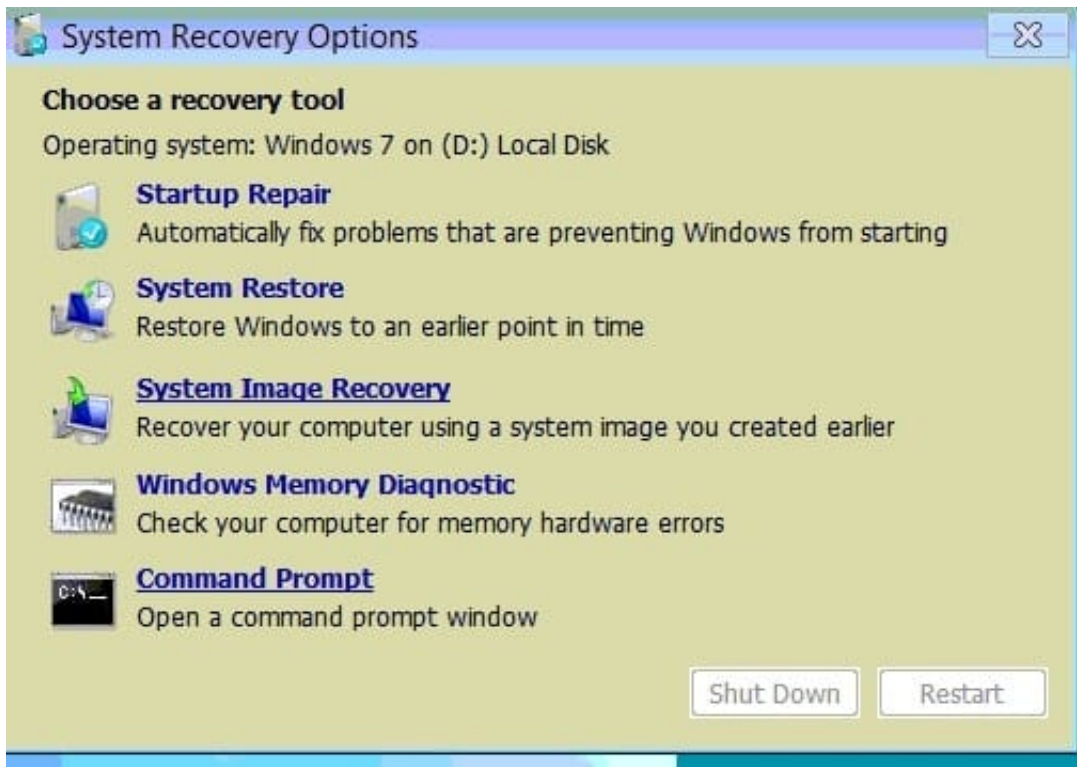 System Recovery Options
Choose a recovery tool
Operating system: Windows 7 on (D:) Local Disk
Startup Repair
Automatically fix problems that are preventing Windows from starting
System Restore
Restore Windows to an earlier point in time
System Image Recovery
Recover your computer using a system image you created earlier
Windows Memory Diagnostic
Check your computer for memory hardware errors
C:\_
Command Prompt
Open a command prompt window
Shut Down Restart